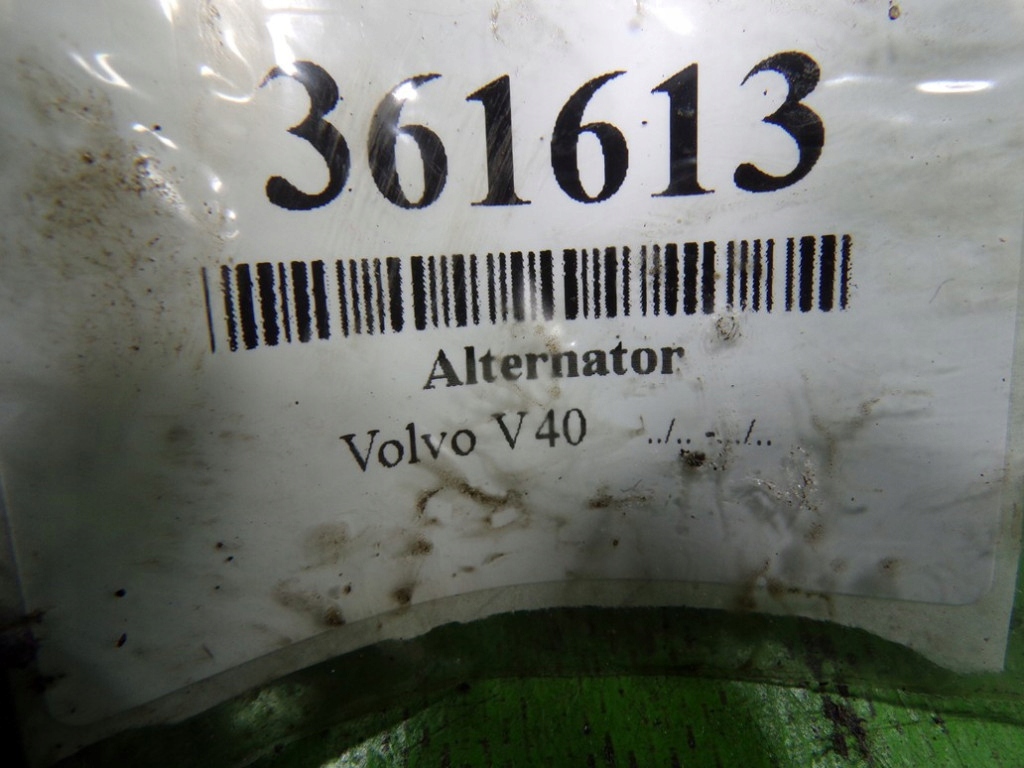 361613
Alternator
Volvo V40 ../.. - ../..